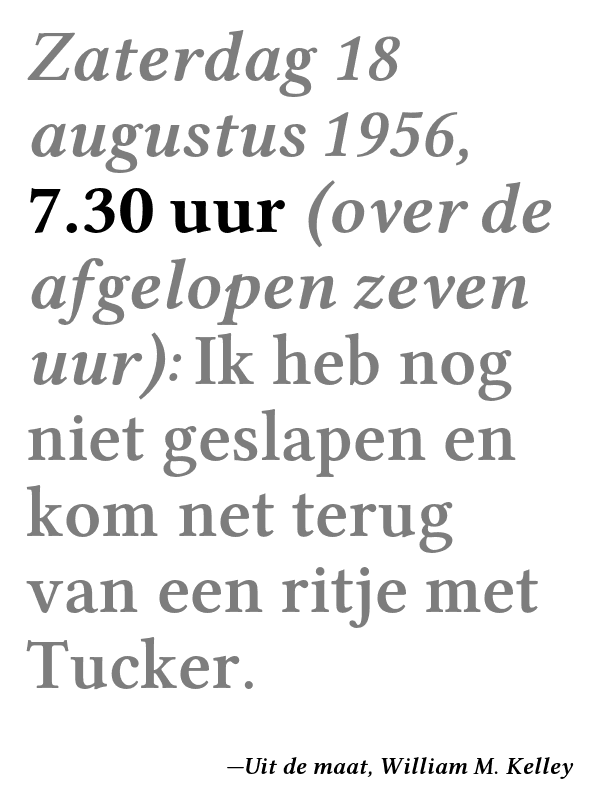 Zaterdag 18
augustus 1956,
7.30 uur (over de
afgelopen zeven
uur): Ik heb nog
niet geslapen en
kom net terug
van een ritje met
Tucker.
—Uit de maat, William M. Kelley